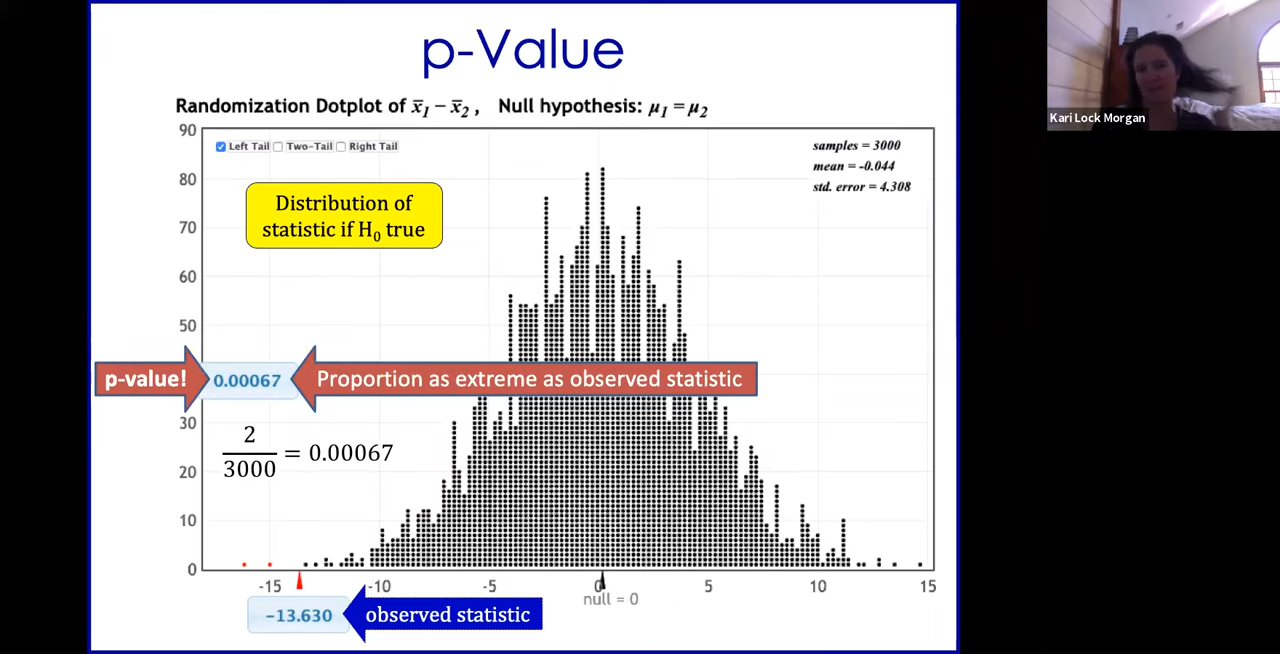 p-Value
Randomization Dotplot of x̄₁ − x̄₂ ,   Null hypothesis: μ₁ = μ₂
Left Tail Two-Tail Right Tail
samples = 3000
mean = -0.044
std. error = 4.308
Distribution of
statistic if H₀ true
90
80
70
60
50
30
20
10
0
p-value!
0.00067
Proportion as extreme as observed statistic
2
3000
= 0.00067
-15 -10 -5 0 5 10 15
null = 0
−13.630
observed statistic
Kari Lock Morgan